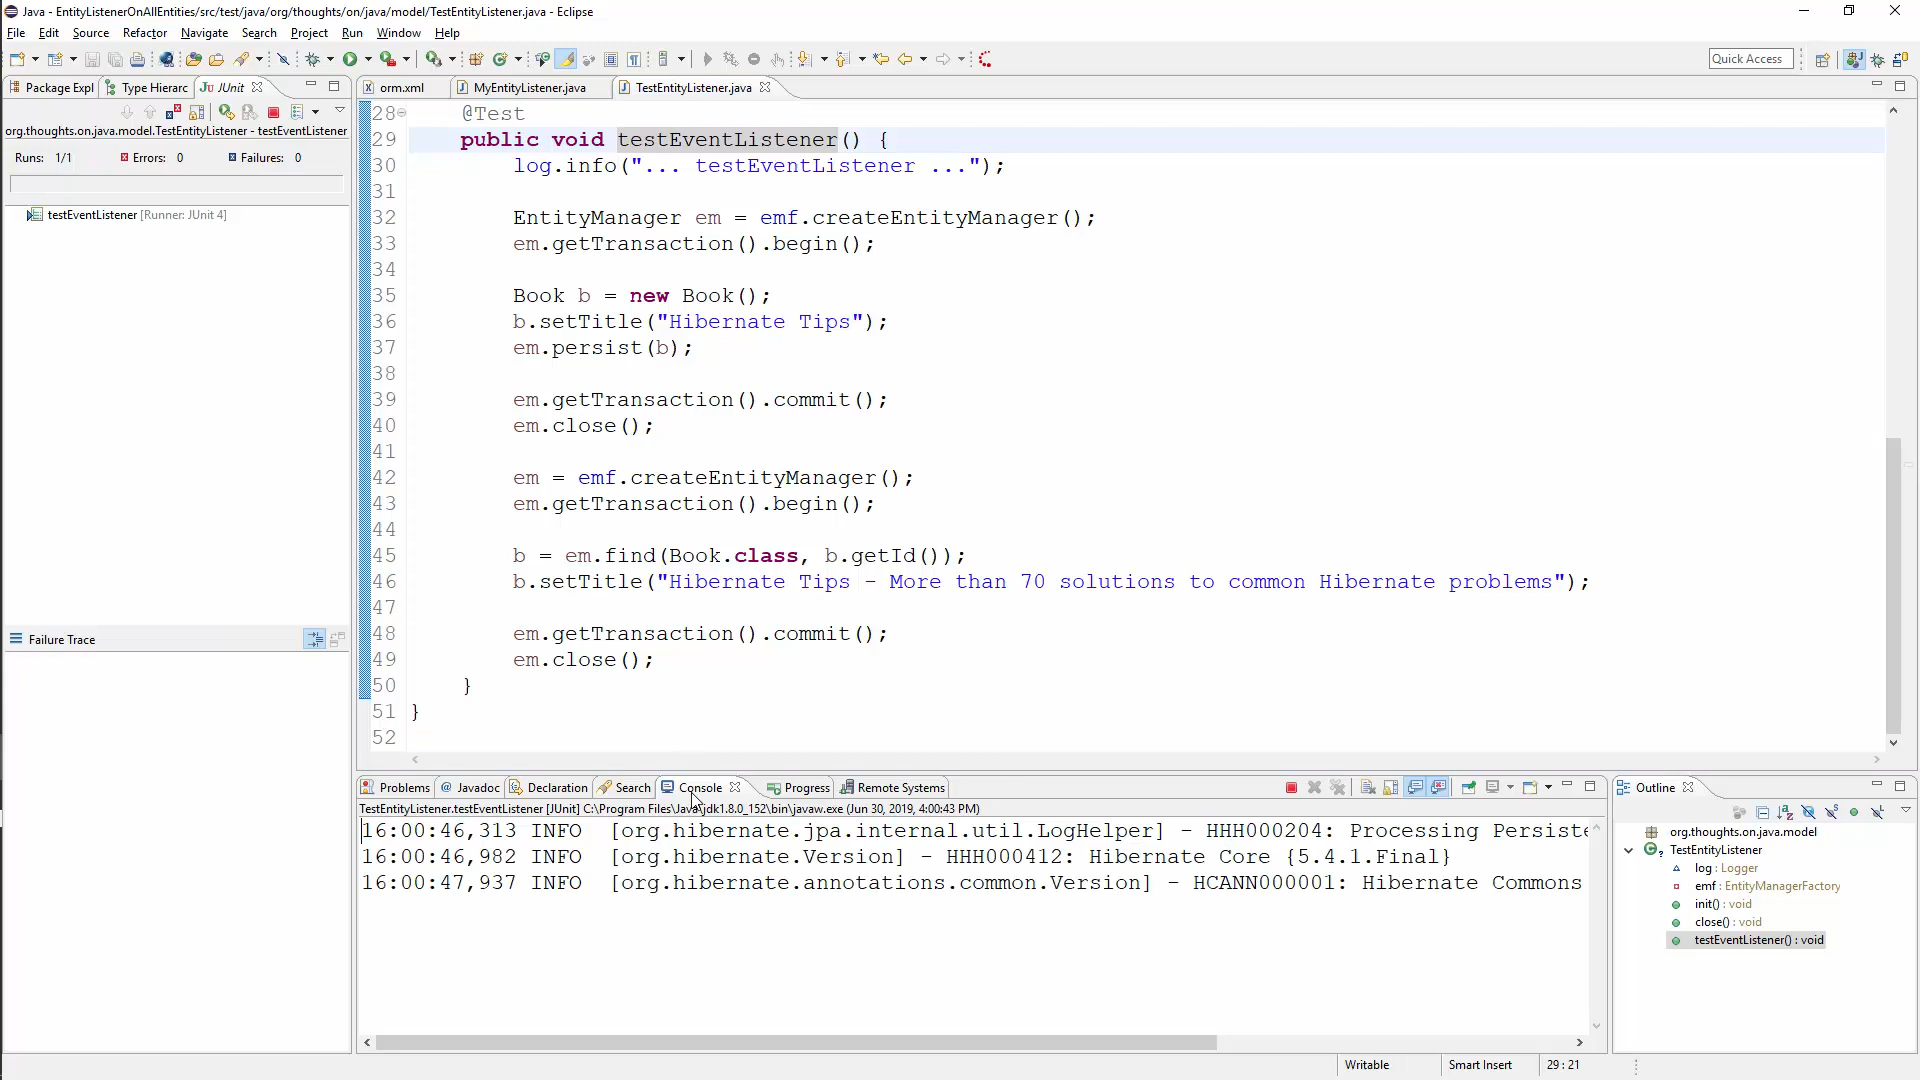 Java - EntityListenerOnAllEntities/src/test/java/org/thoughts/on/java/model/TestEntityListener.java - Eclipse
File Edit Source Refactor Navigate Search Project Run Window Help
Quick Access
Package Expl Type Hierarc JUnit
orm.xml MyEntityListener.java TestEntityListener.java
org.thoughts.on.java.model.TestEntityListener - testEventListener
Runs: 1/1 Errors: 0 Failures: 0
testEventListener [Runner: JUnit 4]
Failure Trace
28 @Test
29 public void testEventListener() {
30 log.info("... testEventListener ...");
31
32 EntityManager em = emf.createEntityManager();
33 em.getTransaction().begin();
34
35 Book b = new Book();
36 b.setTitle("Hibernate Tips");
37 em.persist(b);
38
39 em.getTransaction().commit();
40 em.close();
41
42 em = emf.createEntityManager();
43 em.getTransaction().begin();
44
45 b = em.find(Book.class, b.getId());
46 b.setTitle("Hibernate Tips - More than 70 solutions to common Hibernate problems");
47
48 em.getTransaction().commit();
49 em.close();
50 }
51 }
52
Problems @ Javadoc Declaration Search Console Progress Remote Systems
TestEntityListener.testEventListener [JUnit] C:\Program Files\Java\jdk1.8.0_152\bin\javaw.exe (Jun 30, 2019, 4:00:43 PM)
16:00:46,313 INFO [org.hibernate.jpa.internal.util.LogHelper] - HHH000204: Processing Persiste
16:00:46,982 INFO [org.hibernate.Version] - HHH000412: Hibernate Core {5.4.1.Final}
16:00:47,937 INFO [org.hibernate.annotations.common.Version] - HCANN000001: Hibernate Commons
Outline
org.thoughts.on.java.model
TestEntityListener
log : Logger
emf : EntityManagerFactory
init() : void
close() : void
testEventListener() : void
Writable Smart Insert 29 : 21